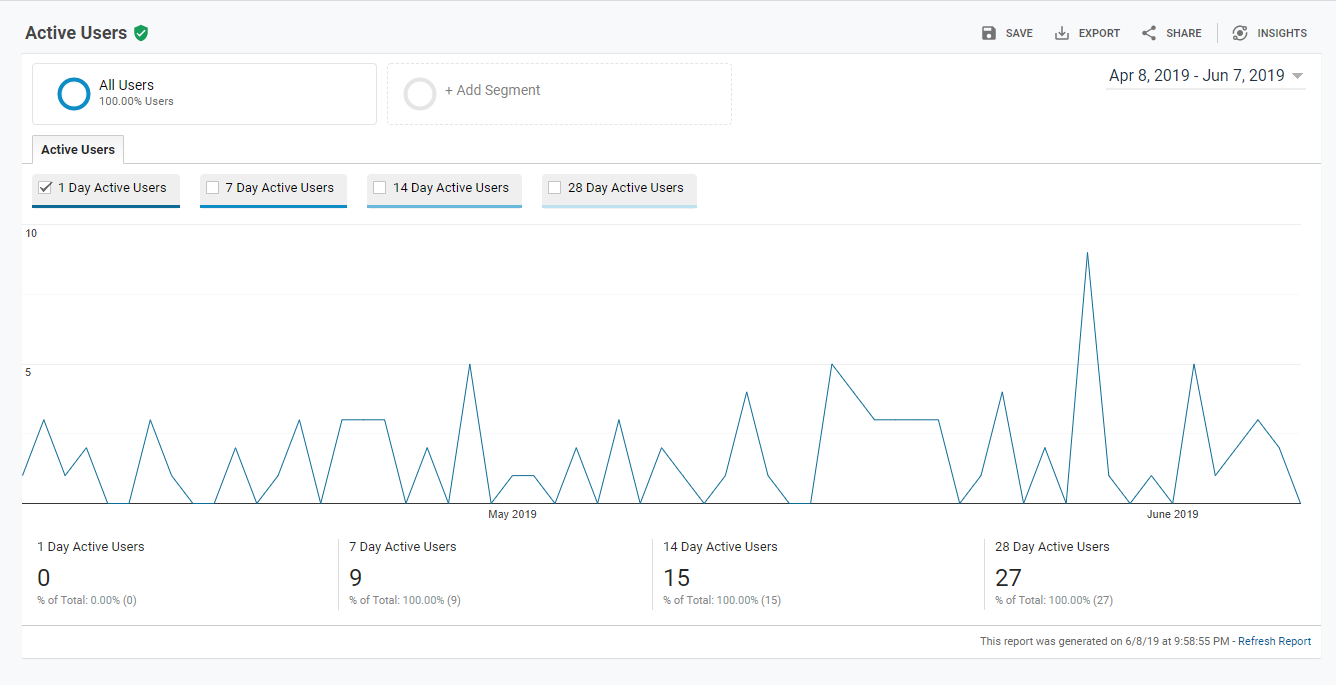 Active Users
SAVE
EXPORT
SHARE
INSIGHTS
All Users
100.00% Users
+ Add Segment
Apr 8, 2019 - Jun 7, 2019
Active Users
1 Day Active Users
7 Day Active Users
14 Day Active Users
28 Day Active Users
10
5
May 2019
June 2019
1 Day Active Users
0
% of Total: 0.00% (0)
7 Day Active Users
9
% of Total: 100.00% (9)
14 Day Active Users
15
% of Total: 100.00% (15)
28 Day Active Users
27
% of Total: 100.00% (27)
This report was generated on 6/8/19 at 9:58:55 PM - Refresh Report